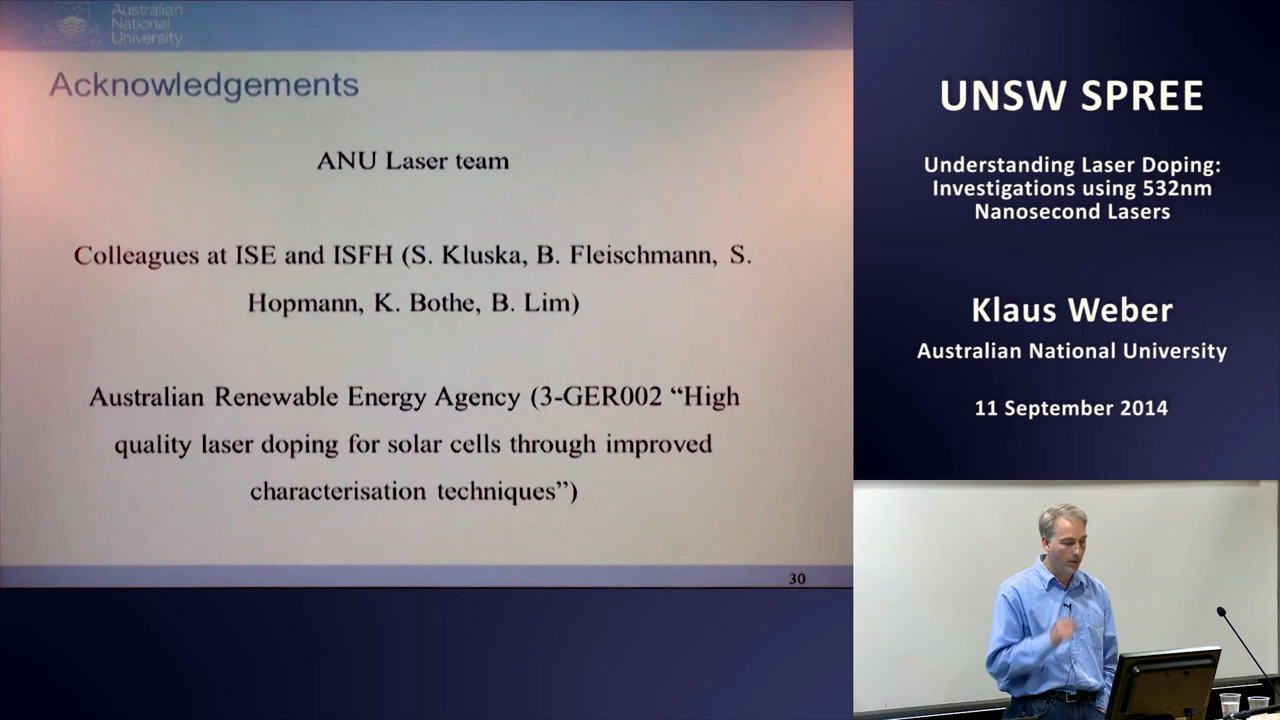 Australian
National
University
Acknowledgements
ANU Laser team
Colleagues at ISE and ISFH (S. Kluska, B. Fleischmann, S.
Hopmann, K. Bothe, B. Lim)
Australian Renewable Energy Agency (3-GER002 “High
quality laser doping for solar cells through improved
characterisation techniques”)
30
UNSW SPREE
Understanding Laser Doping:
Investigations using 532nm
Nanosecond Lasers
Klaus Weber
Australian National University
11 September 2014